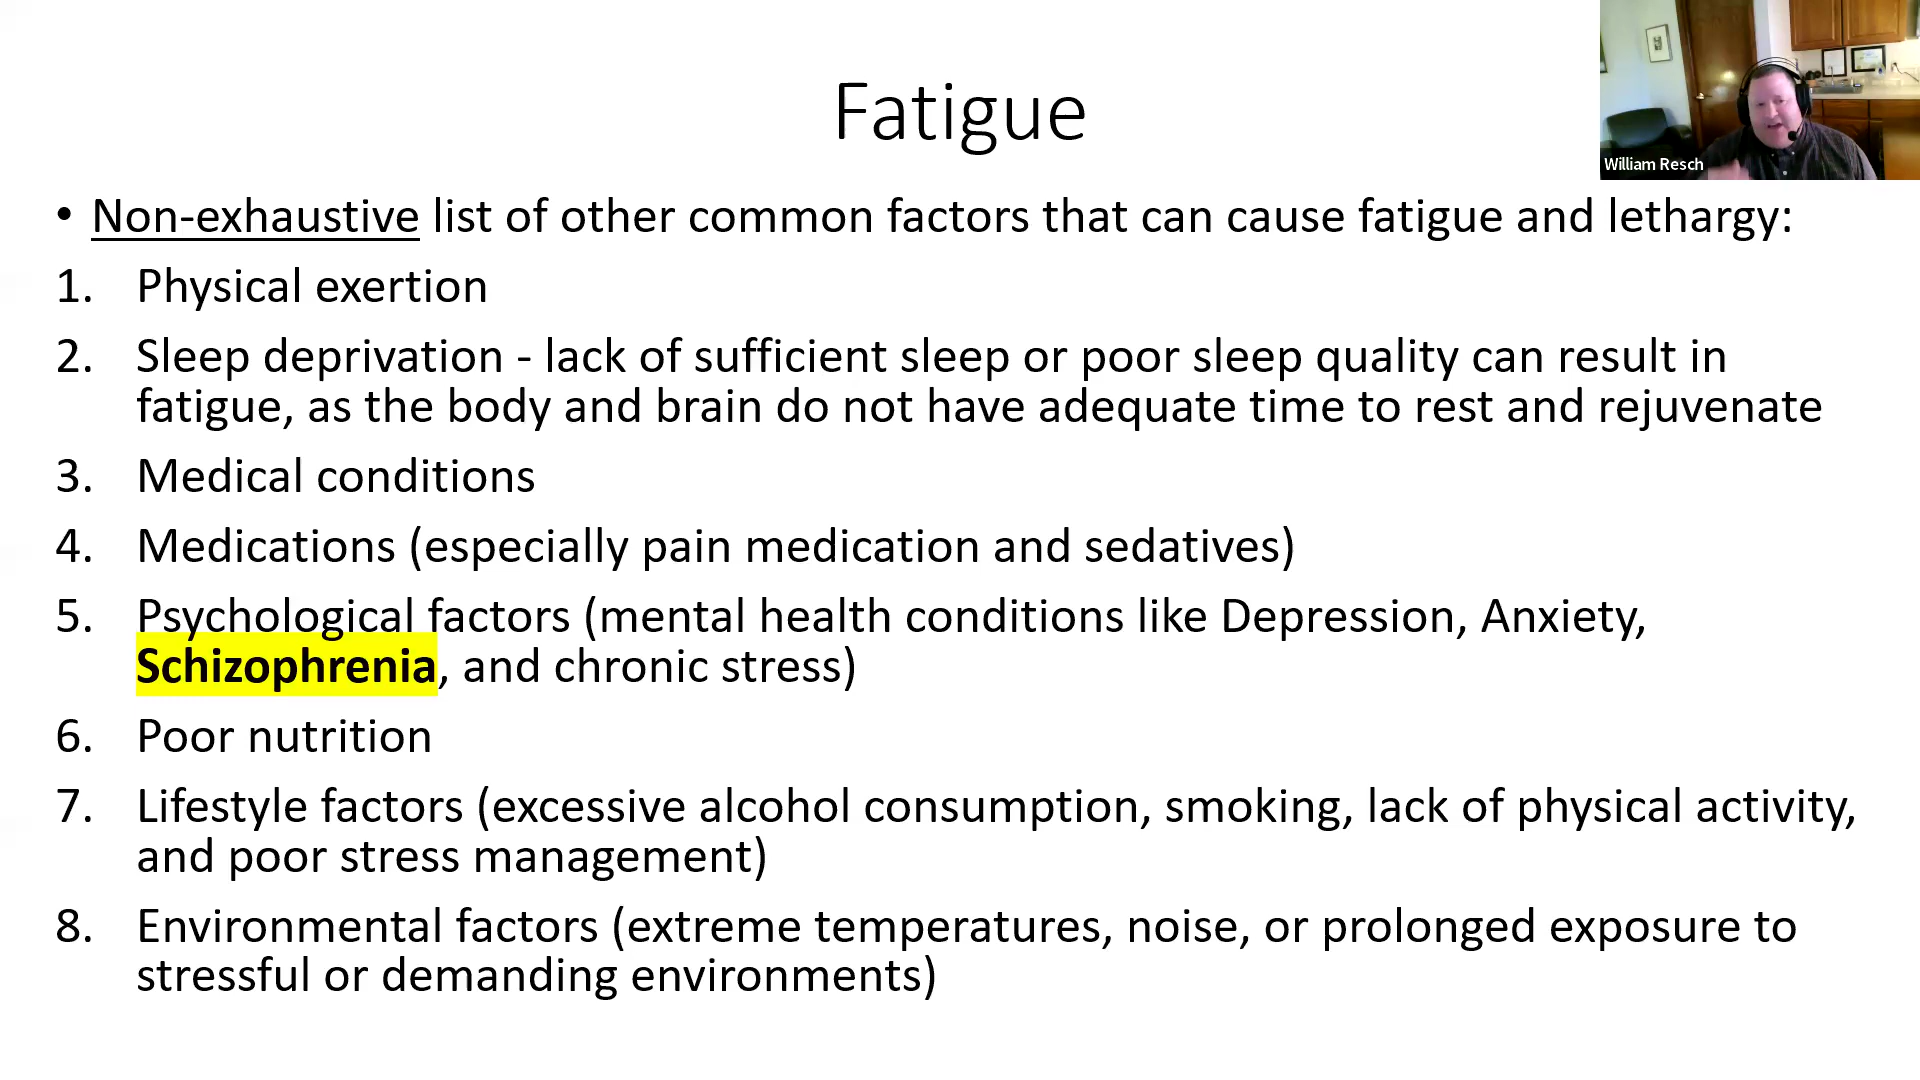 Fatigue
William Resch
• Non-exhaustive list of other common factors that can cause fatigue and lethargy:
1. Physical exertion
2. Sleep deprivation - lack of sufficient sleep or poor sleep quality can result in
fatigue, as the body and brain do not have adequate time to rest and rejuvenate
3. Medical conditions
4. Medications (especially pain medication and sedatives)
5. Psychological factors (mental health conditions like Depression, Anxiety,
Schizophrenia, and chronic stress)
6. Poor nutrition
7. Lifestyle factors (excessive alcohol consumption, smoking, lack of physical activity,
and poor stress management)
8. Environmental factors (extreme temperatures, noise, or prolonged exposure to
stressful or demanding environments)